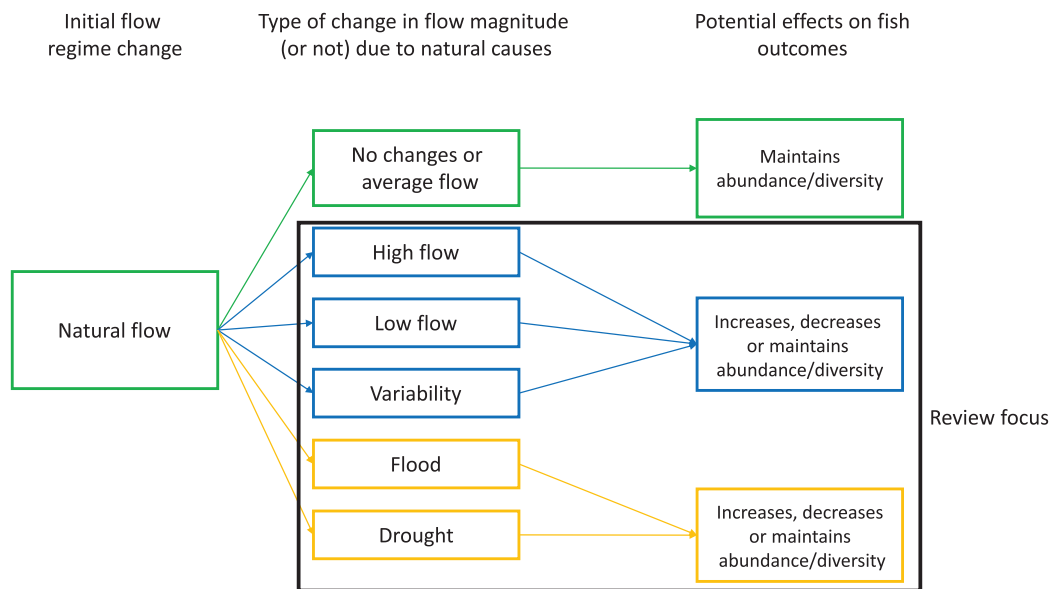 Initial flow
regime change
Type of change in flow magnitude
(or not) due to natural causes
Potential effects on fish
outcomes
No changes or
average flow
Maintains
abundance/diversity
High flow
Natural flow
Low flow
Increases, decreases
or maintains
abundance/diversity
Variability
Review focus
Flood
Drought
Increases, decreases
or maintains
abundance/diversity